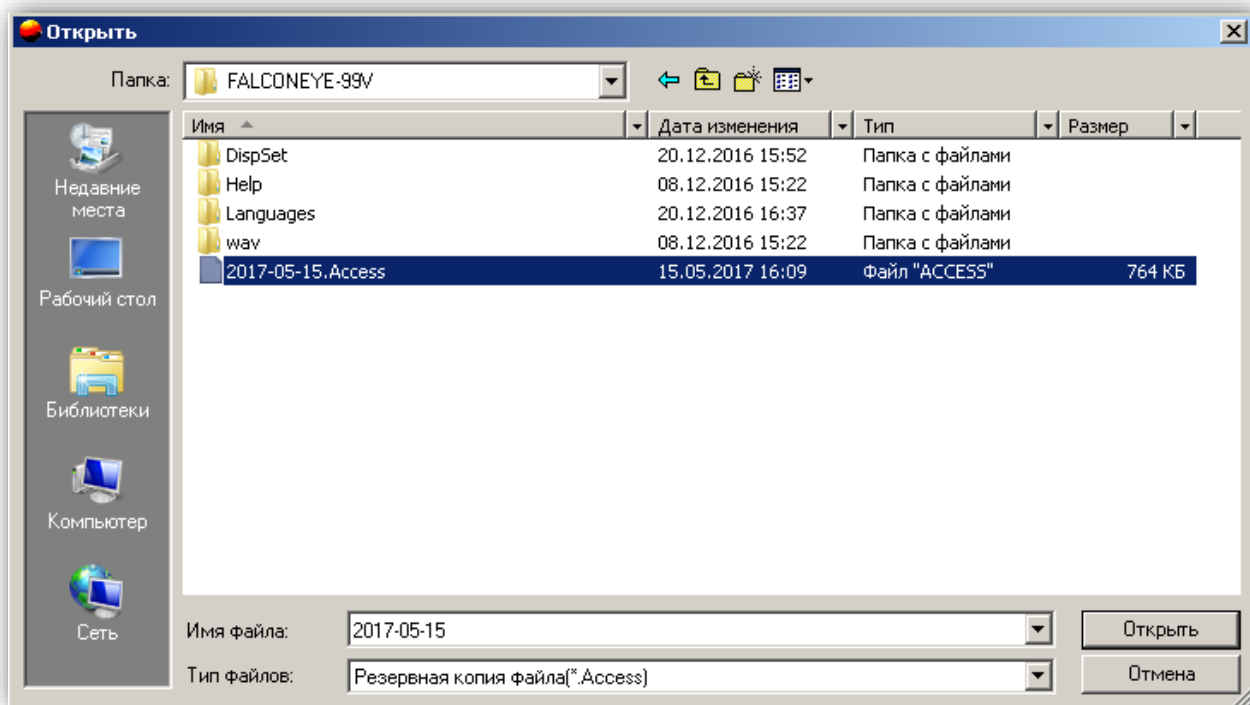 Открыть
Папка: FALCONEYE-99V
Имя Дата изменения Тип Размер
DispSet 20.12.2016 15:52 Папка с файлами
Help 08.12.2016 15:22 Папка с файлами
Languages 20.12.2016 16:37 Папка с файлами
wav 08.12.2016 15:22 Папка с файлами
2017-05-15.Access 15.05.2017 16:09 Файл "ACCESS" 764 КБ
Недавние
места
Рабочий стол
Библиотеки
Компьютер
Сеть
Имя файла: 2017-05-15 Открыть
Тип файлов: Резервная копия файла(*.Access) Отмена